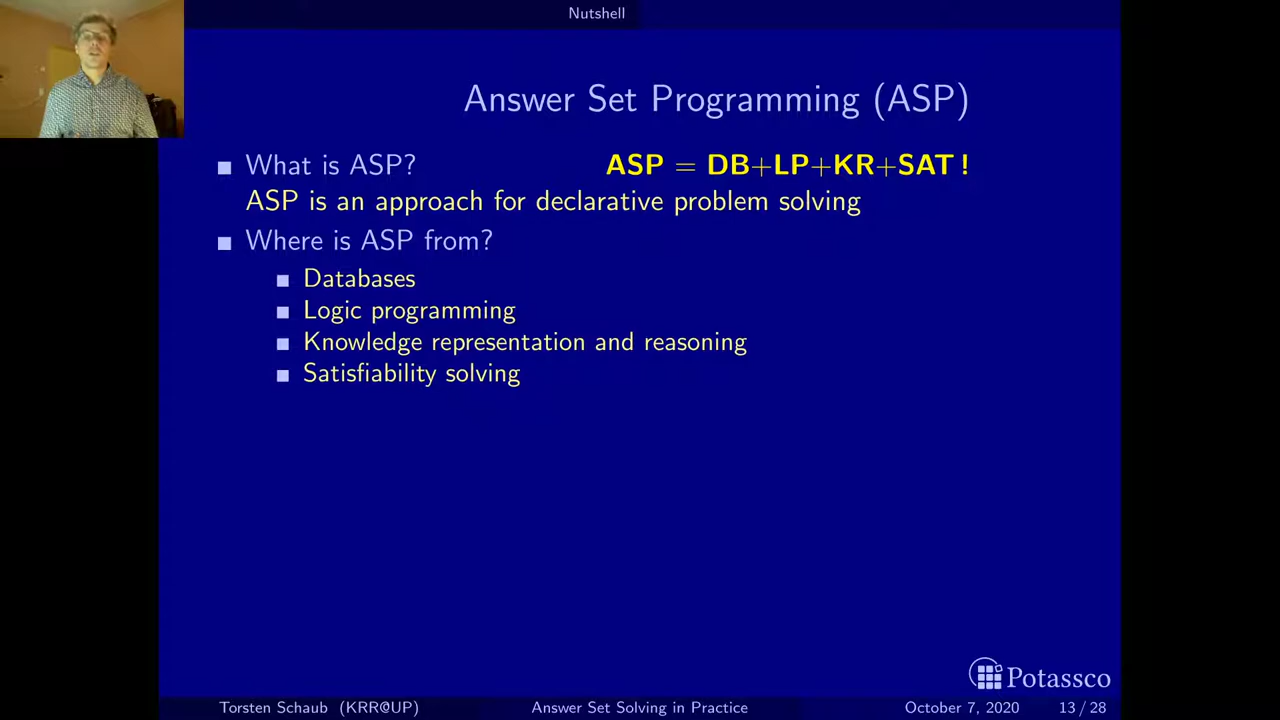 Nutshell
Answer Set Programming (ASP)
What is ASP? ASP = DB+LP+KR+SAT !
ASP is an approach for declarative problem solving
Where is ASP from?
Databases
Logic programming
Knowledge representation and reasoning
Satisfiability solving
Potassco
Torsten Schaub (KRR@UP) Answer Set Solving in Practice October 7, 2020 13 / 28